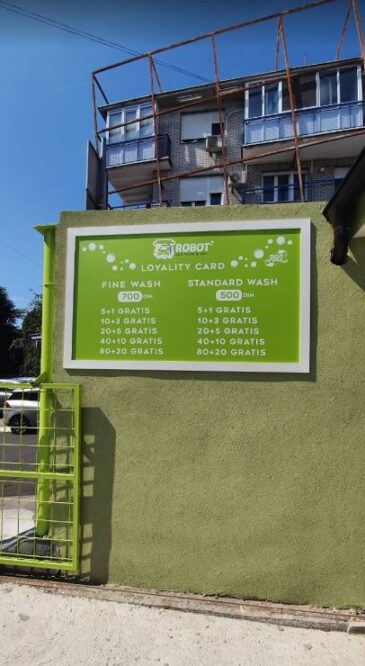 ROBOT+
LOYALITY CARD
360
FINE WASH
700 DIN
5+1 GRATIS
10+3 GRATIS
20+5 GRATIS
40+10 GRATIS
80+20 GRATIS
STANDARD WASH
500 DIN
5+1 GRATIS
10+3 GRATIS
20+5 GRATIS
40+10 GRATIS
80+20 GRATIS